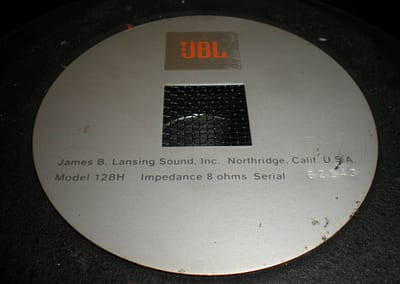 JBL
James B. Lansing Sound, Inc. Northridge, Calif. U.S.A.
Model 128H Impedance 8 ohms Serial